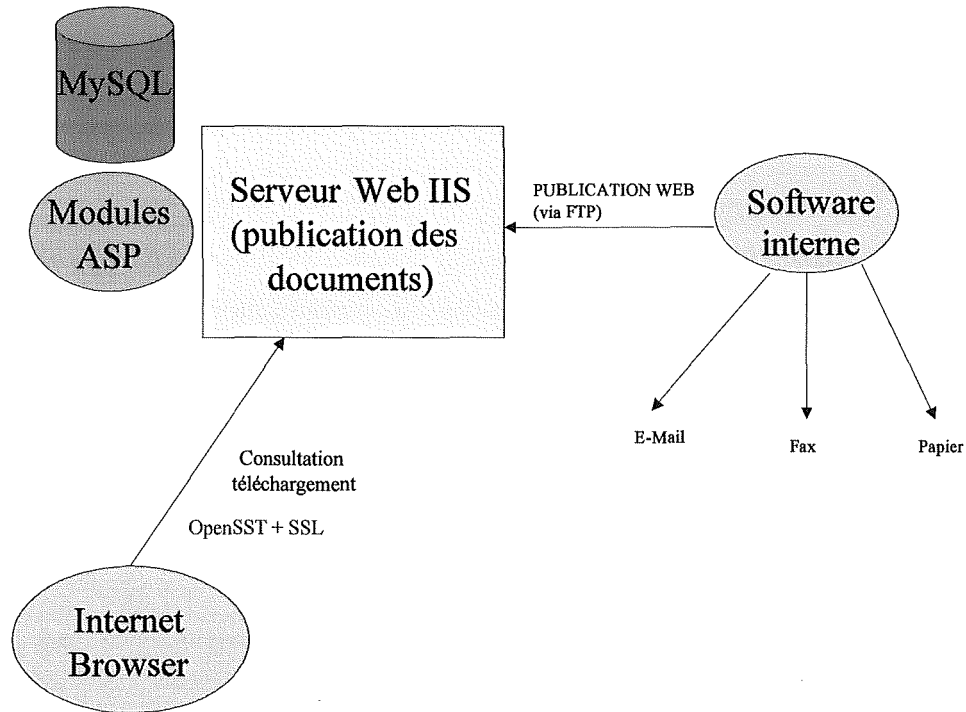 MySQL
Modules
ASP
Serveur Web IIS
(publication des
documents)
PUBLICATION WEB
(via FTP)
Software
interne
E-Mail
Fax
Papier
Consultation
téléchargement
OpenSST + SSL
Internet
Browser